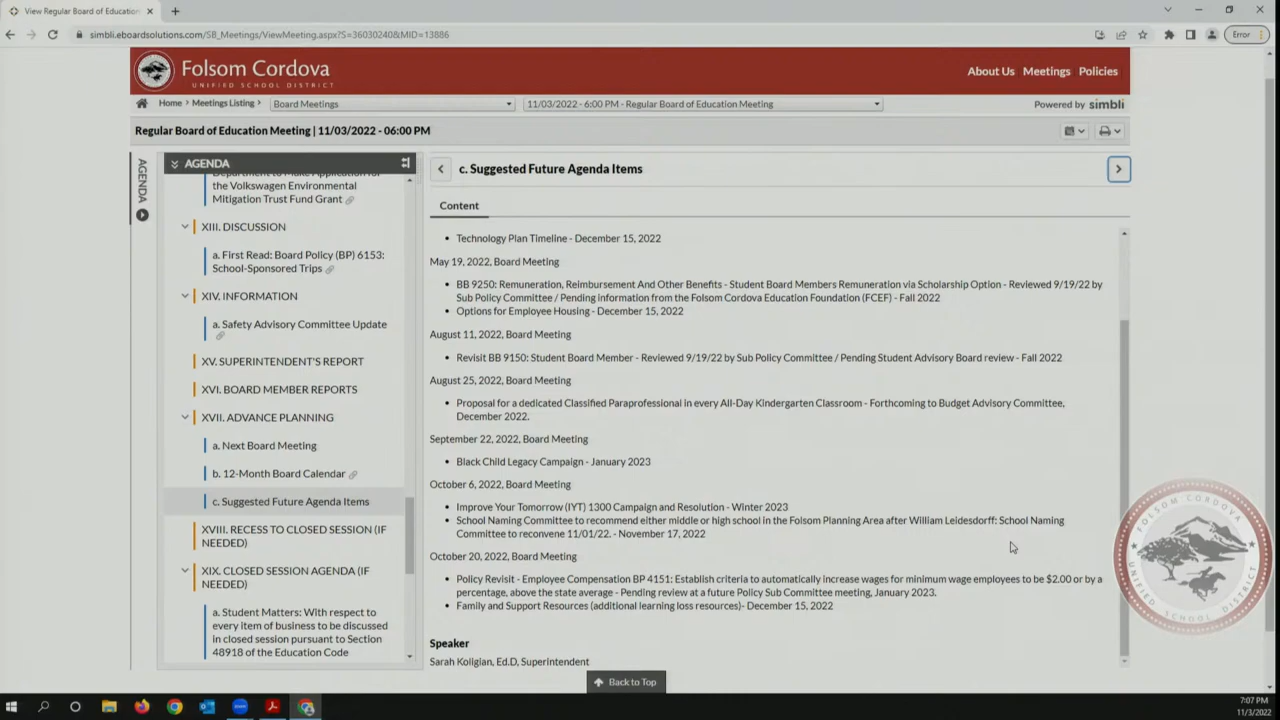 View Regular Board of Education
simbli.eboardsolutions.com/SB_Meetings/ViewMeeting.aspx?S=36030240&MID=13886
Error
Folsom Cordova
UNIFIED SCHOOL DISTRICT
About Us Meetings Policies
Home > Meetings Listing >
Board Meetings
11/03/2022 - 6:00 PM - Regular Board of Education Meeting
Powered by simbli
Regular Board of Education Meeting | 11/03/2022 - 06:00 PM
AGENDA
AGENDA
Department to Make Application for
the Volkswagen Environmental
Mitigation Trust Fund Grant
XIII. DISCUSSION
a. First Read: Board Policy (BP) 6153:
School-Sponsored Trips
XIV. INFORMATION
a. Safety Advisory Committee Update
XV. SUPERINTENDENT'S REPORT
XVI. BOARD MEMBER REPORTS
XVII. ADVANCE PLANNING
a. Next Board Meeting
b. 12-Month Board Calendar
c. Suggested Future Agenda Items
XVIII. RECESS TO CLOSED SESSION (IF
NEEDED)
XIX. CLOSED SESSION AGENDA (IF
NEEDED)
a. Student Matters: With respect to
every item of business to be discussed
in closed session pursuant to Section
48918 of the Education Code
c. Suggested Future Agenda Items
Content
• Technology Plan Timeline - December 15, 2022
May 19, 2022, Board Meeting
• BB 9250: Remuneration, Reimbursement And Other Benefits - Student Board Members Remuneration via Scholarship Option - Reviewed 9/19/22 by
Sub Policy Committee / Pending information from the Folsom Cordova Education Foundation (FCEF) - Fall 2022
• Options for Employee Housing - December 15, 2022
August 11, 2022, Board Meeting
• Revisit BB 9150: Student Board Member - Reviewed 9/19/22 by Sub Policy Committee / Pending Student Advisory Board review - Fall 2022
August 25, 2022, Board Meeting
• Proposal for a dedicated Classified Paraprofessional in every All-Day Kindergarten Classroom - Forthcoming to Budget Advisory Committee,
December 2022.
September 22, 2022, Board Meeting
• Black Child Legacy Campaign - January 2023
October 6, 2022, Board Meeting
• Improve Your Tomorrow (IYT) 1300 Campaign and Resolution - Winter 2023
• School Naming Committee to recommend either middle or high school in the Folsom Planning Area after William Leidesdorff: School Naming
Committee to reconvene 11/01/22. - November 17, 2022
October 20, 2022, Board Meeting
• Policy Revisit - Employee Compensation BP 4151: Establish criteria to automatically increase wages for minimum wage employees to be $2.00 or by a
percentage, above the state average - Pending review at a future Policy Sub Committee meeting, January 2023.
• Family and Support Resources (additional learning loss resources)- December 15, 2022
Speaker
Sarah Koligian, Ed.D, Superintendent
Back to Top
FOLSOM CORDOVA
UNIFIED SCHOOL DISTRICT
7:07 PM
11/3/2022